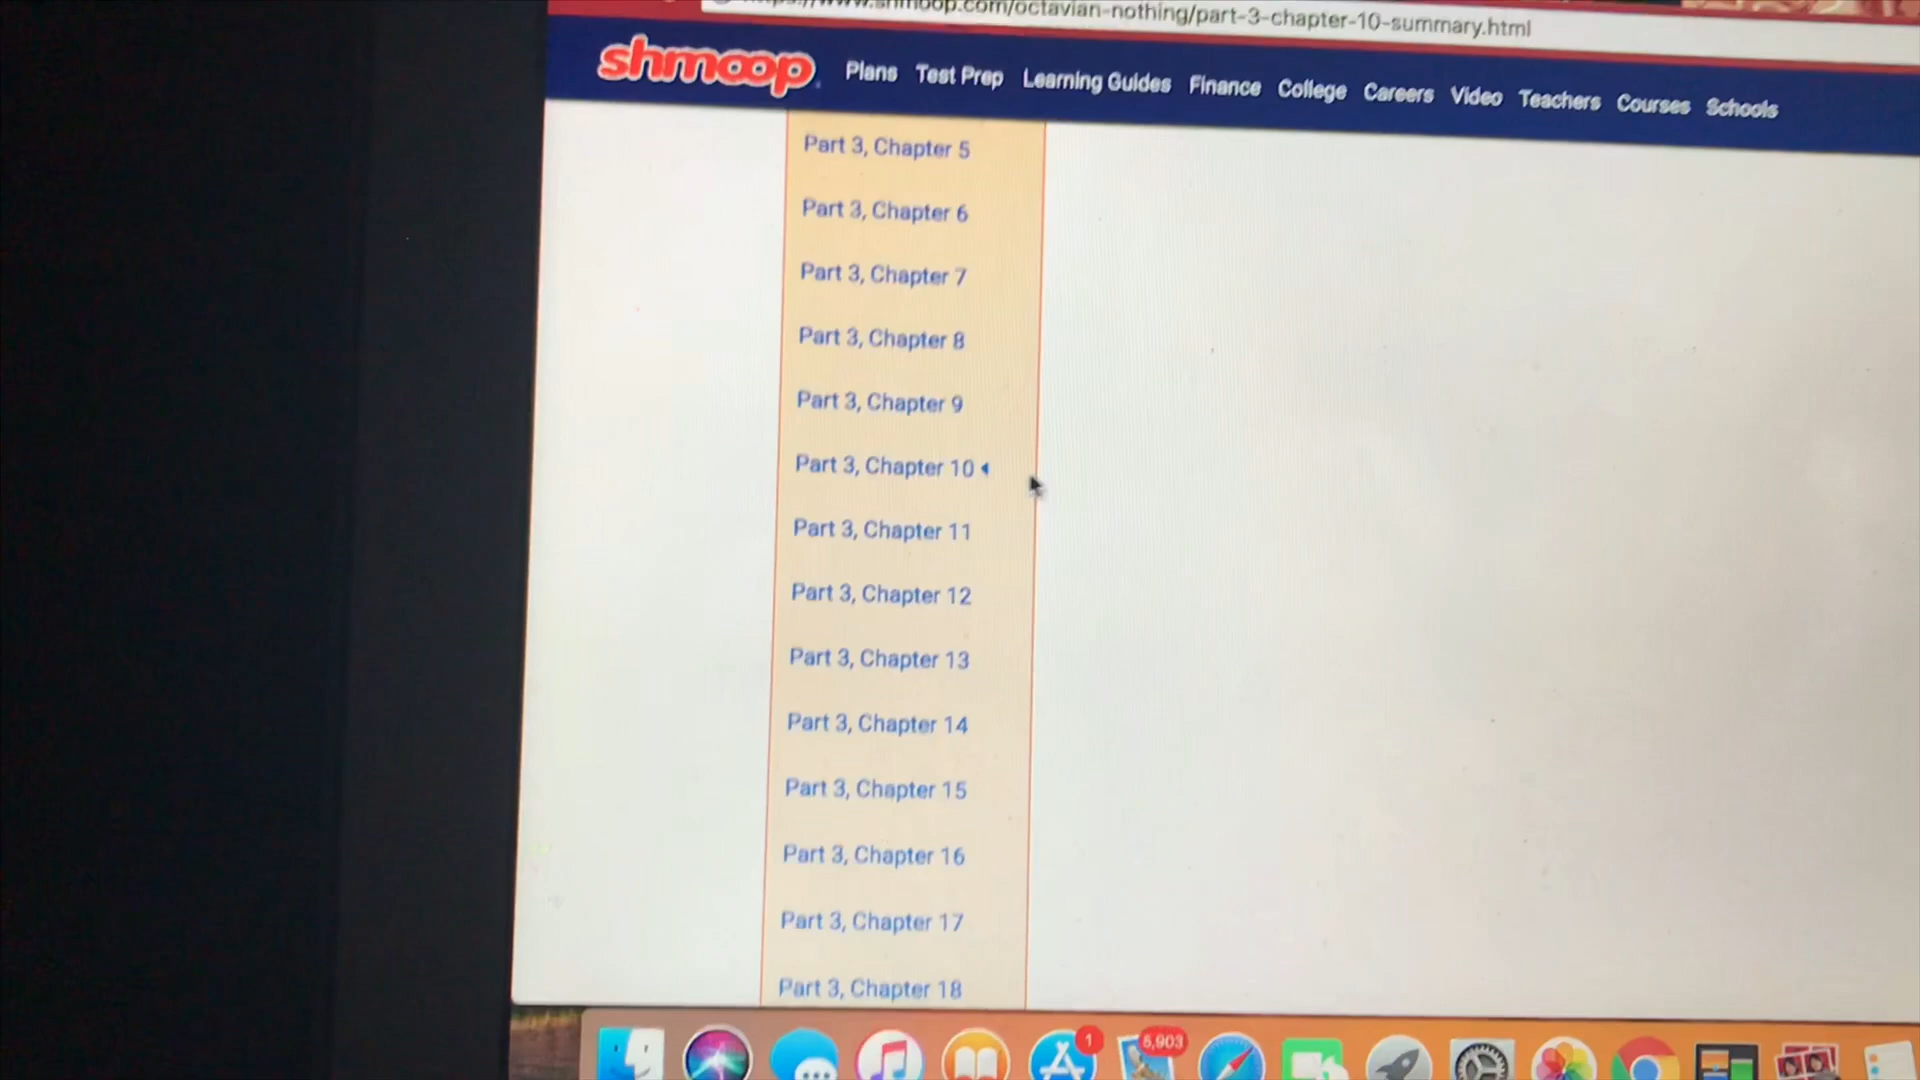 www.shmoop.com/octavian-nothing/part-3-chapter-10-summary.html
shmoop
Plans Test Prep Learning Guides Finance College Careers Video Teachers Courses Schools
Part 3, Chapter 5
Part 3, Chapter 6
Part 3, Chapter 7
Part 3, Chapter 8
Part 3, Chapter 9
Part 3, Chapter 10
Part 3, Chapter 11
Part 3, Chapter 12
Part 3, Chapter 13
Part 3, Chapter 14
Part 3, Chapter 15
Part 3, Chapter 16
Part 3, Chapter 17
Part 3, Chapter 18
1
5,903